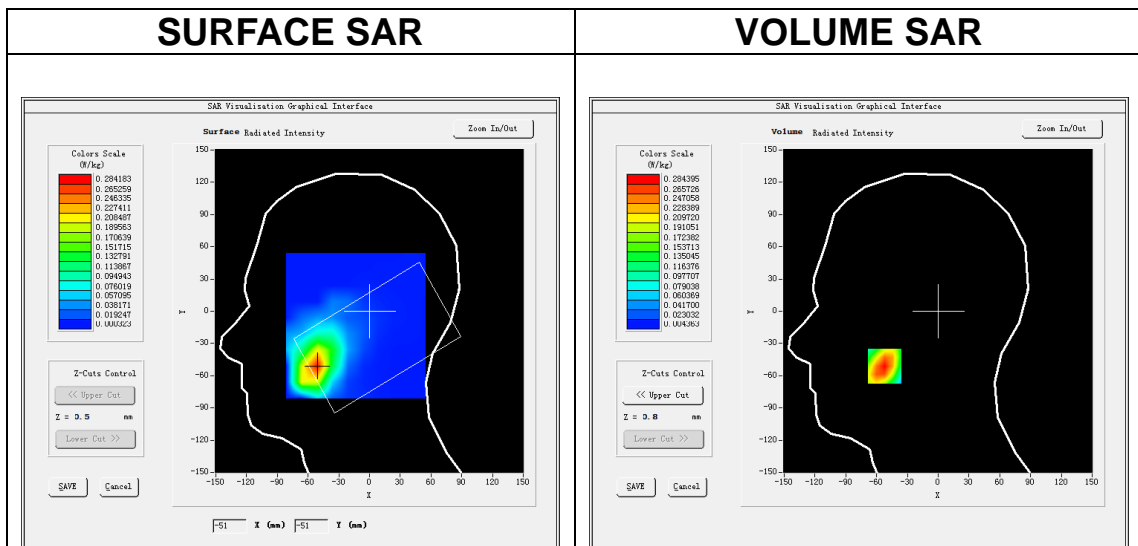 SURFACE SAR
VOLUME SAR
SAR Visualisation Graphical Interface
Surface Radiated Intensity
Zoom In/Out
Colors Scale
(W/kg)
0.284183
0.265259
0.246335
0.227411
0.208487
0.189563
0.170639
0.151715
0.132791
0.113867
0.094943
0.076019
0.057095
0.038171
0.019247
0.000323
150
120
90
60
30
0
-30
-60
-90
-120
-150
Y
-150 -120 -90 -60 -30 0 30 60 90 120 150
X
Z-Cuts Control
<< Upper Cut
Z = 0.5 mm
Lower Cut >>
SAVE Cancel
-51 X (mm) -51 Y (mm)
SAR Visualisation Graphical Interface
Volume Radiated Intensity
Zoom In/Out
Colors Scale
(W/kg)
0.284395
0.265726
0.247058
0.228389
0.209720
0.191051
0.172382
0.153713
0.135045
0.116376
0.097707
0.079038
0.060369
0.041700
0.023032
0.004363
150
120
90
60
30
0
-30
-60
-90
-120
-150
Y
-150 -120 -90 -60 -30 0 30 60 90 120 150
X
Z-Cuts Control
<< Upper Cut
Z = 0.8 mm
Lower Cut >>
SAVE Cancel